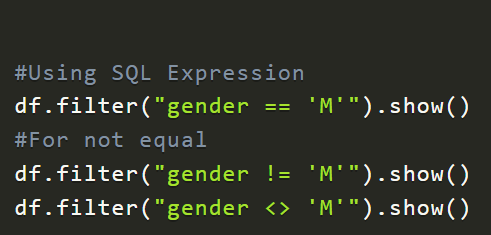 #Using SQL Expression
df.filter("gender == 'M'").show()
#For not equal
df.filter("gender != 'M'").show()
df.filter("gender <> 'M'").show()